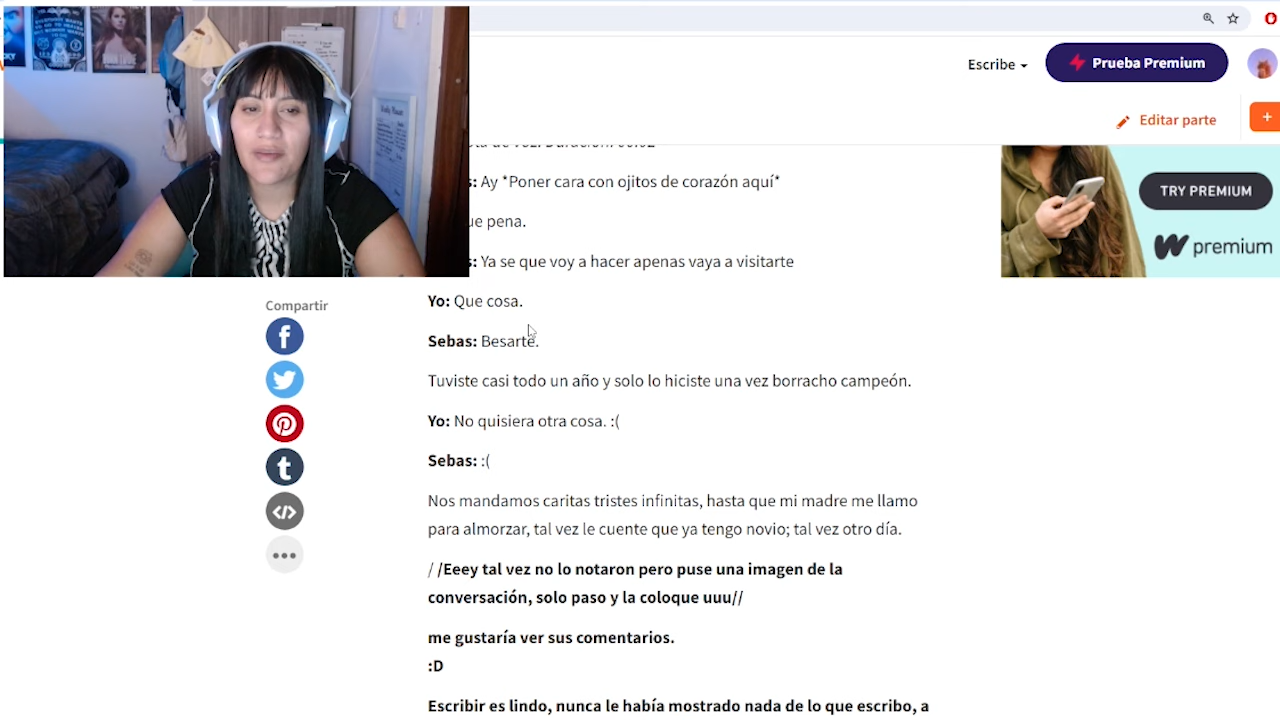 Escribe
Prueba Premium
Editar parte
+
Ay *Poner cara con ojitos de corazón aquí*
pena.
TRY PREMIUM
premium
Ya se que voy a hacer apenas vaya a visitarte
Compartir
Yo: Que cosa.
Sebas: Besarte.
Tuviste casi todo un año y solo lo hiciste una vez borracho campeón.
Yo: No quisiera otra cosa. :(
Sebas: :(
Nos mandamos caritas tristes infinitas, hasta que mi madre me llamo
para almorzar, tal vez le cuente que ya tengo novio; tal vez otro día.
/ /Eeey tal vez no lo notaron pero puse una imagen de la
conversación, solo paso y la coloque uuu//
me gustaría ver sus comentarios.
:D
Escribir es lindo, nunca le había mostrado nada de lo que escribo, a